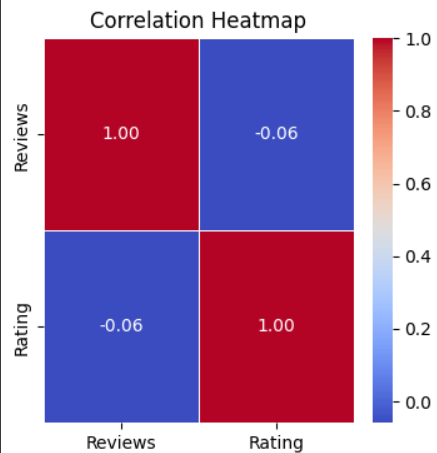 Correlation Heatmap
Reviews
1.00
-0.06
Rating
-0.06
1.00
Reviews
Rating
1.0
0.8
0.6
0.4
0.2
0.0